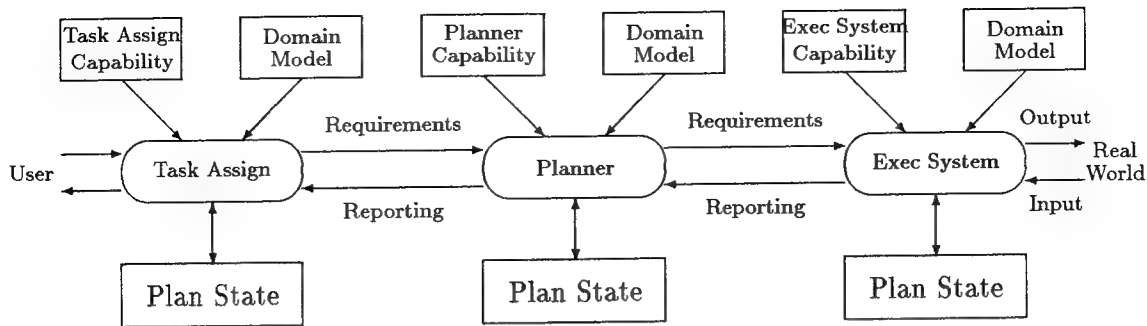 Task Assign
Capability
Domain
Model
Planner
Capability
Domain
Model
Exec System
Capability
Domain
Model
Requirements
Requirements
Output
User
Task Assign
Planner
Exec System
Real
World
Reporting
Reporting
Input
Plan State
Plan State
Plan State